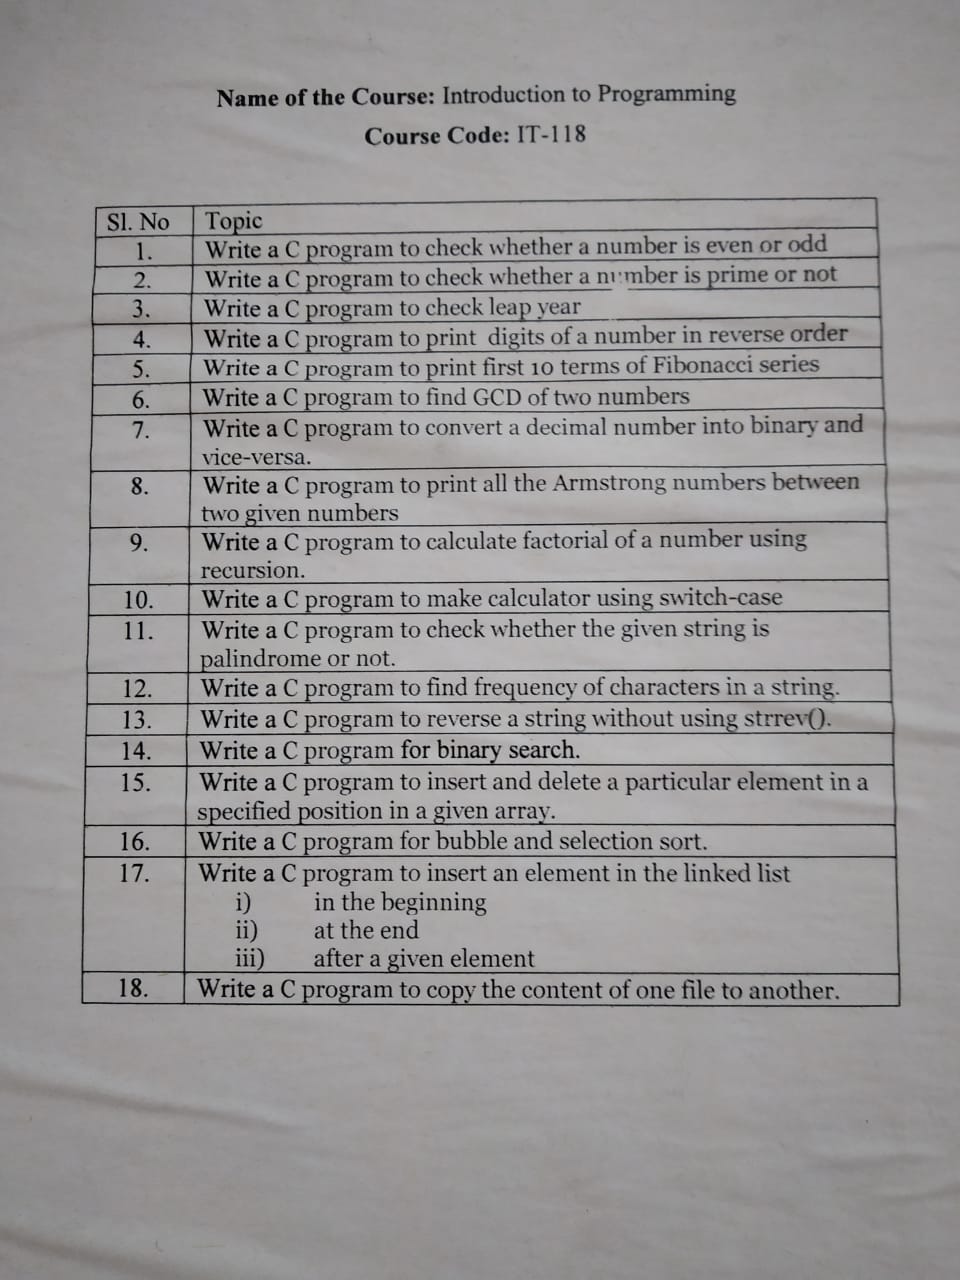 Name of the Course: Introduction to Programming
Course Code: IT-118
Sl. No Topic
1. Write a C program to check whether a number is even or odd
2. Write a C program to check whether a number is prime or not
3. Write a C program to check leap year
4. Write a C program to print digits of a number in reverse order
5. Write a C program to print first 10 terms of Fibonacci series
6. Write a C program to find GCD of two numbers
7. Write a C program to convert a decimal number into binary and
vice-versa.
8. Write a C program to print all the Armstrong numbers between
two given numbers
9. Write a C program to calculate factorial of a number using
recursion.
10. Write a C program to make calculator using switch-case
11. Write a C program to check whether the given string is
palindrome or not.
12. Write a C program to find frequency of characters in a string.
13. Write a C program to reverse a string without using strrev().
14. Write a C program for binary search.
15. Write a C program to insert and delete a particular element in a
specified position in a given array.
16. Write a C program for bubble and selection sort.
17. Write a C program to insert an element in the linked list
i) in the beginning
ii) at the end
iii) after a given element
18. Write a C program to copy the content of one file to another.